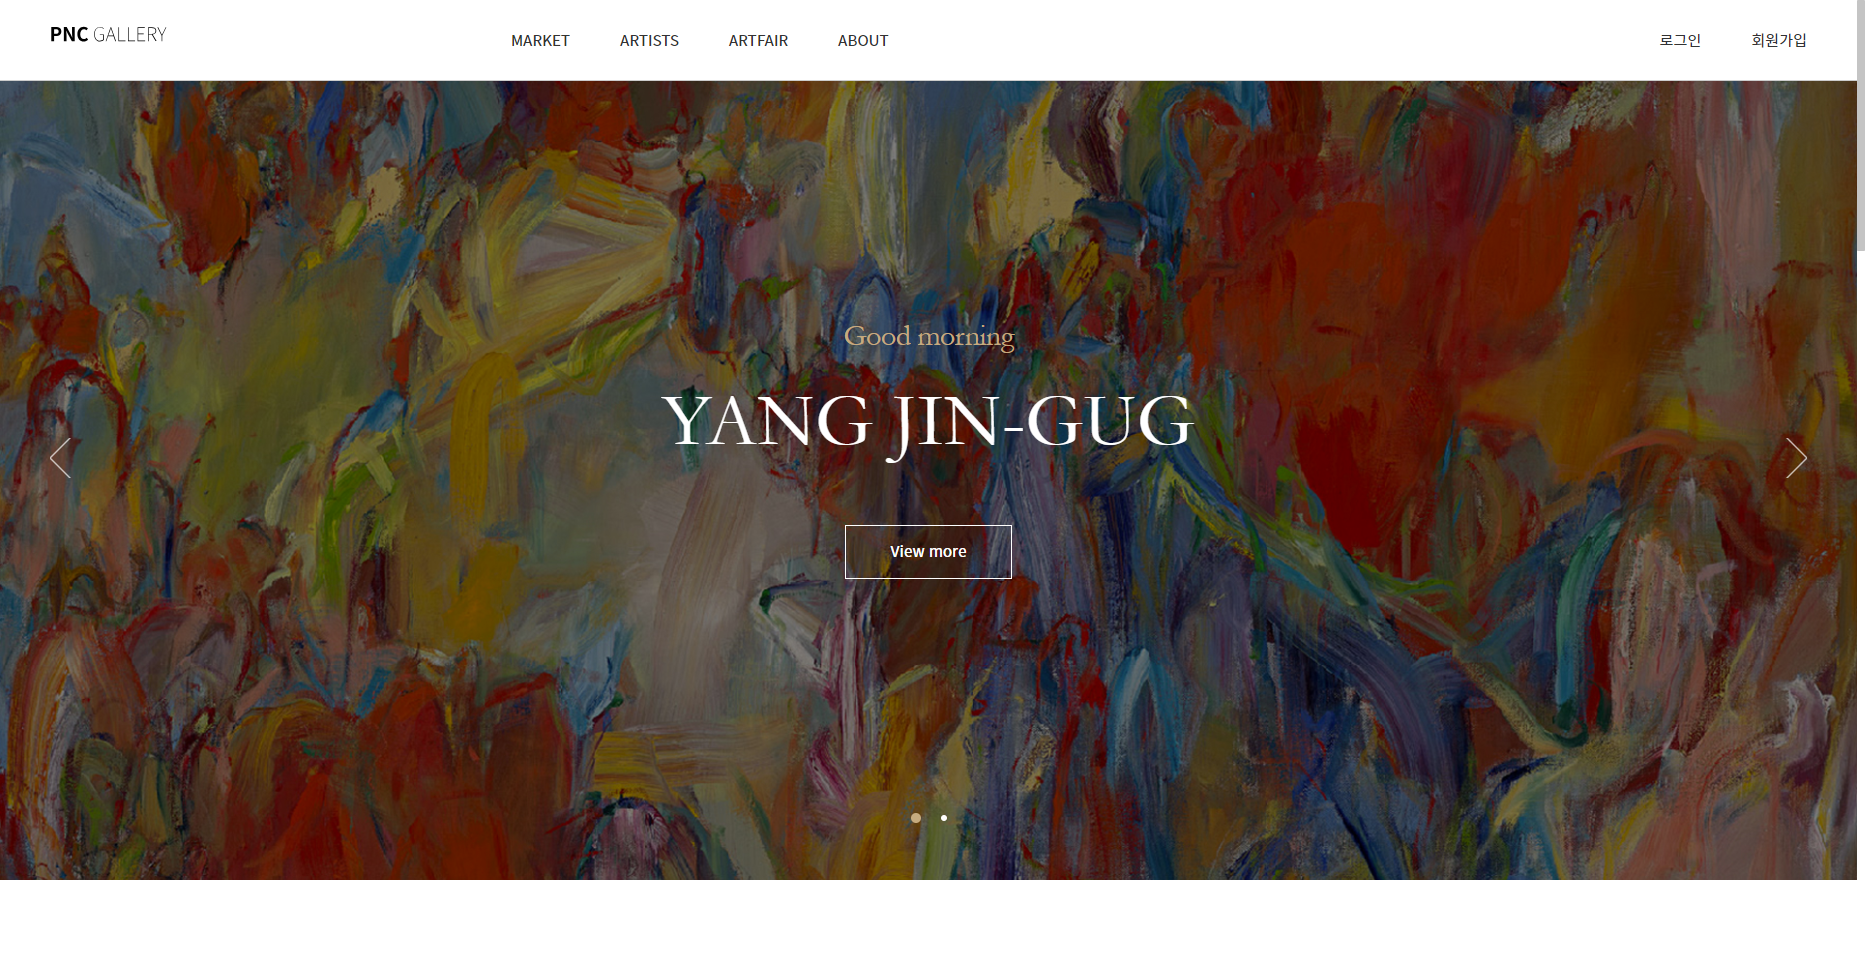 PNC GALLERY
MARKET ARTISTS ARTFAIR ABOUT
로그인 회원가입
Good morning
YANG JIN-GUG
View more